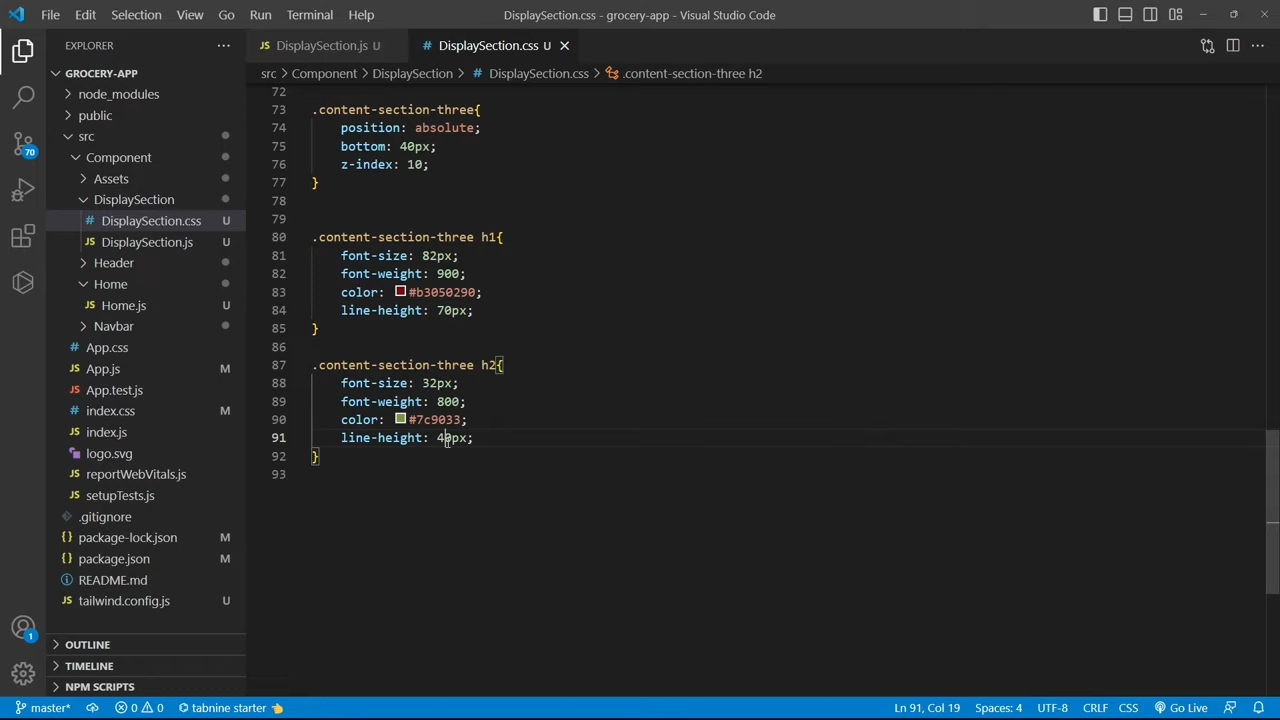 File Edit Selection View Go Run Terminal Help DisplaySection.css - grocery-app - Visual Studio Code
EXPLORER
GROCERY-APP
node_modules
public
src
Component
Assets
DisplaySection
DisplaySection.css U
DisplaySection.js U
Header
Home
Home.js U
Navbar
App.css
App.js M
App.test.js
index.css M
index.js
logo.svg
reportWebVitals.js
setupTests.js
.gitignore
package-lock.json M
package.json M
README.md
tailwind.config.js U
OUTLINE
TIMELINE
NPM SCRIPTS
70
1
DisplaySection.js U DisplaySection.css U
src > Component > DisplaySection > # DisplaySection.css > .content-section-three h2
72
73 .content-section-three{
74 position: absolute;
75 bottom: 40px;
76 z-index: 10;
77 }
78
79
80 .content-section-three h1{
81 font-size: 82px;
82 font-weight: 900;
83 color: #b3050290;
84 line-height: 70px;
85 }
86
87 .content-section-three h2{
88 font-size: 32px;
89 font-weight: 800;
90 color: #7c9033;
91 line-height: 40px;
92 }
93
master* 0 0 tabnine starter Ln 91, Col 19 Spaces: 4 UTF-8 CRLF CSS Go Live